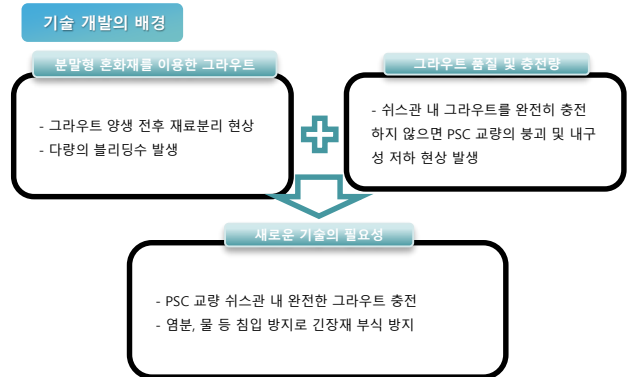 기술 개발의 배경
분말형 혼화재를 이용한 그라우트
- 그라우트 양생 전후 재료분리 현상
- 다량의 블리딩수 발생
그라우트 품질 및 충전량
- 쉬스관 내 그라우트를 완전히 충전
하지 않으면 PSC 교량의 붕괴 및 내구
성 저하 현상 발생
새로운 기술의 필요성
- PSC 교량 쉬스관 내 완전한 그라우트 충전
- 염분, 물 등 침입 방지로 긴장재 부식 방지